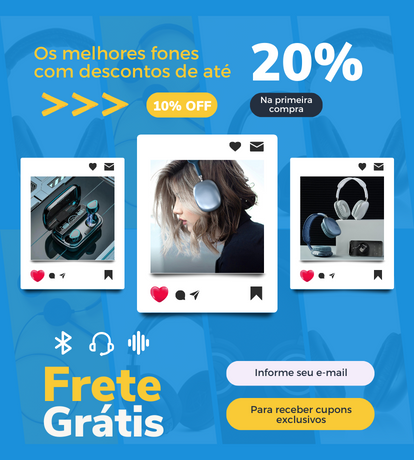 Os melhores fones
com descontos de até
20%
>>>
10% OFF
Na primeira
compra
Frete
Grátis
Informe seu e-mail
Para receber cupons
exclusivos